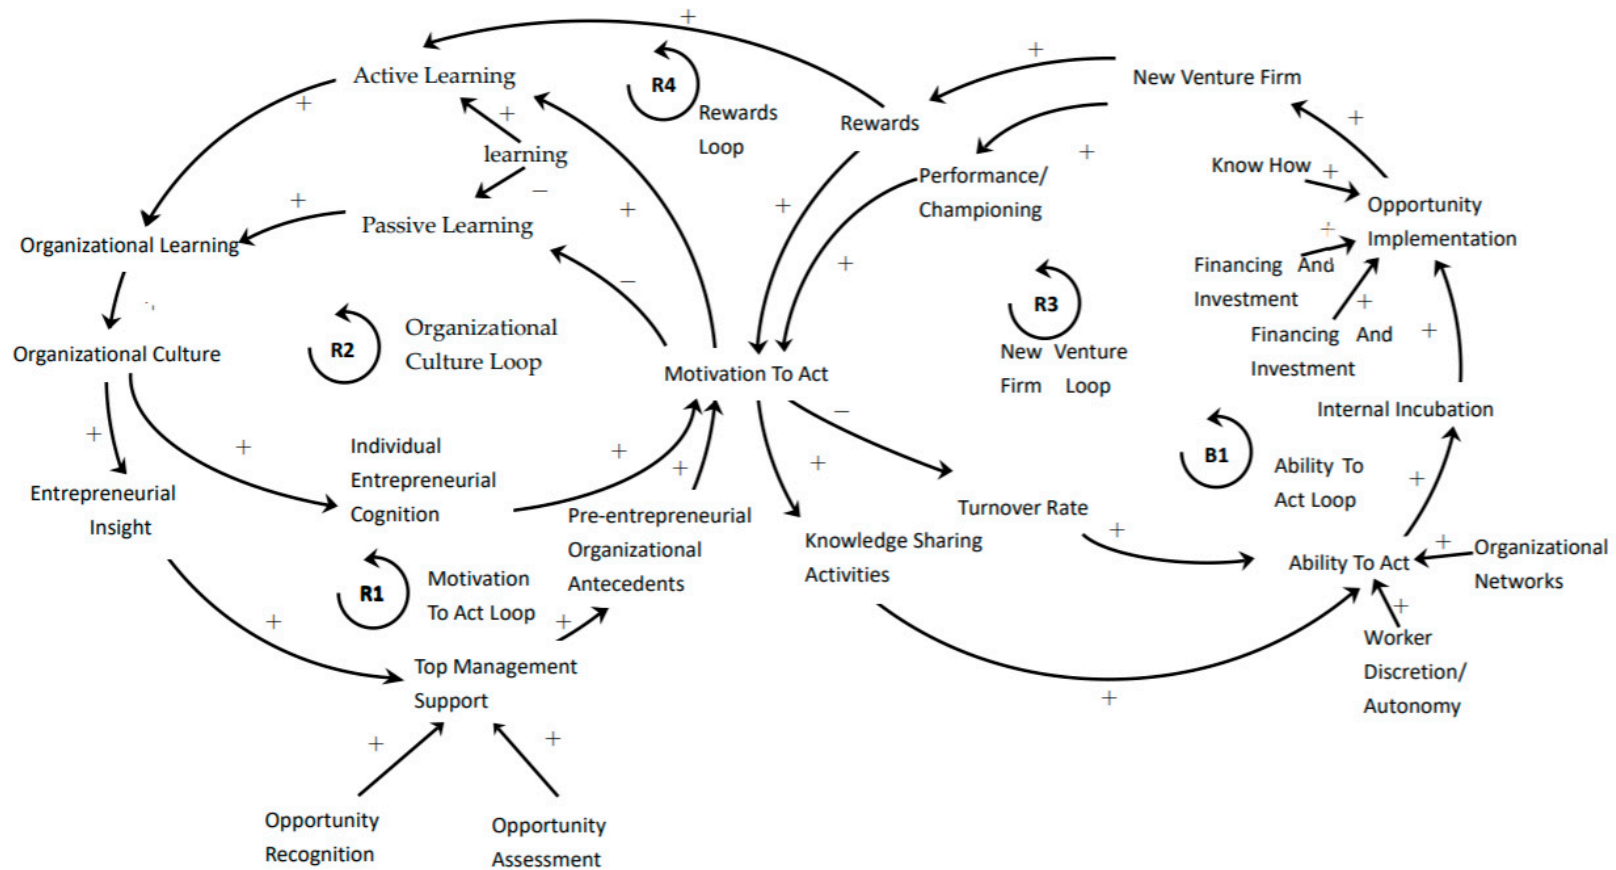 +
Active Learning
+
R4
Rewards
Loop
+
New Venture Firm
+
Rewards
+
learning
−
Performance/
Championing
+
+
Know How +
Opportunity
Implementation
+
Passive Learning
Organizational Learning
+
+
+
+
Financing And
Investment
−
R3
New Venture
Firm Loop
+
Financing And
Investment
+
R2
Organizational
Culture Loop
Organizational Culture
Motivation To Act
Internal Incubation
+
+
Individual
Entrepreneurial
Cognition
+
+
−
+
B1
Ability To
Act Loop
+
Entrepreneurial
Insight
Pre-entrepreneurial
Organizational
Antecedents
Turnover Rate
Knowledge Sharing
Activities
+
Ability To Act
+
Organizational
Networks
R1
Motivation
To Act Loop
+
+
+
Worker
Discretion/
Autonomy
Top Management
Support
+
+
+
Opportunity
Recognition
Opportunity
Assessment